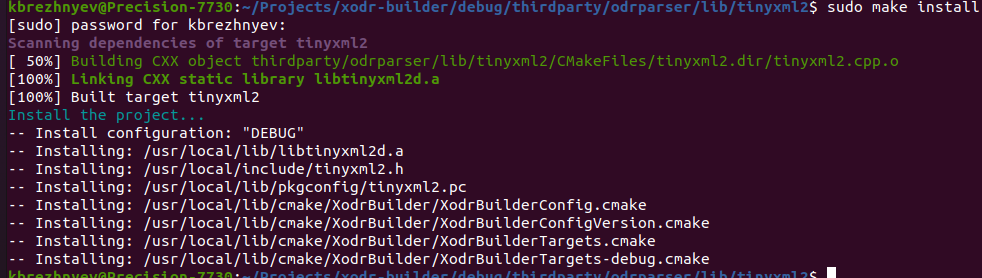 kbrezhnyev@Precision-7730:~/Projects/xodr-builder/debug/thirdparty/odrparser/lib/tinyxml2$ sudo make install
[sudo] password for kbrezhnyev:
Scanning dependencies of target tinyxml2
[ 50%] Building CXX object thirdparty/odrparser/lib/tinyxml2/CMakeFiles/tinyxml2.dir/tinyxml2.cpp.o
[100%] Linking CXX static library libtinyxml2d.a
[100%] Built target tinyxml2
Install the project...
-- Install configuration: "DEBUG"
-- Installing: /usr/local/lib/libtinyxml2d.a
-- Installing: /usr/local/include/tinyxml2.h
-- Installing: /usr/local/lib/pkgconfig/tinyxml2.pc
-- Installing: /usr/local/lib/cmake/XodrBuilder/XodrBuilderConfig.cmake
-- Installing: /usr/local/lib/cmake/XodrBuilder/XodrBuilderConfigVersion.cmake
-- Installing: /usr/local/lib/cmake/XodrBuilder/XodrBuilderTargets.cmake
-- Installing: /usr/local/lib/cmake/XodrBuilder/XodrBuilderTargets-debug.cmake
kbrezhnyev@Precision-7730:~/Projects/xodr-builder/debug/thirdparty/odrparser/lib/tinyxml2$